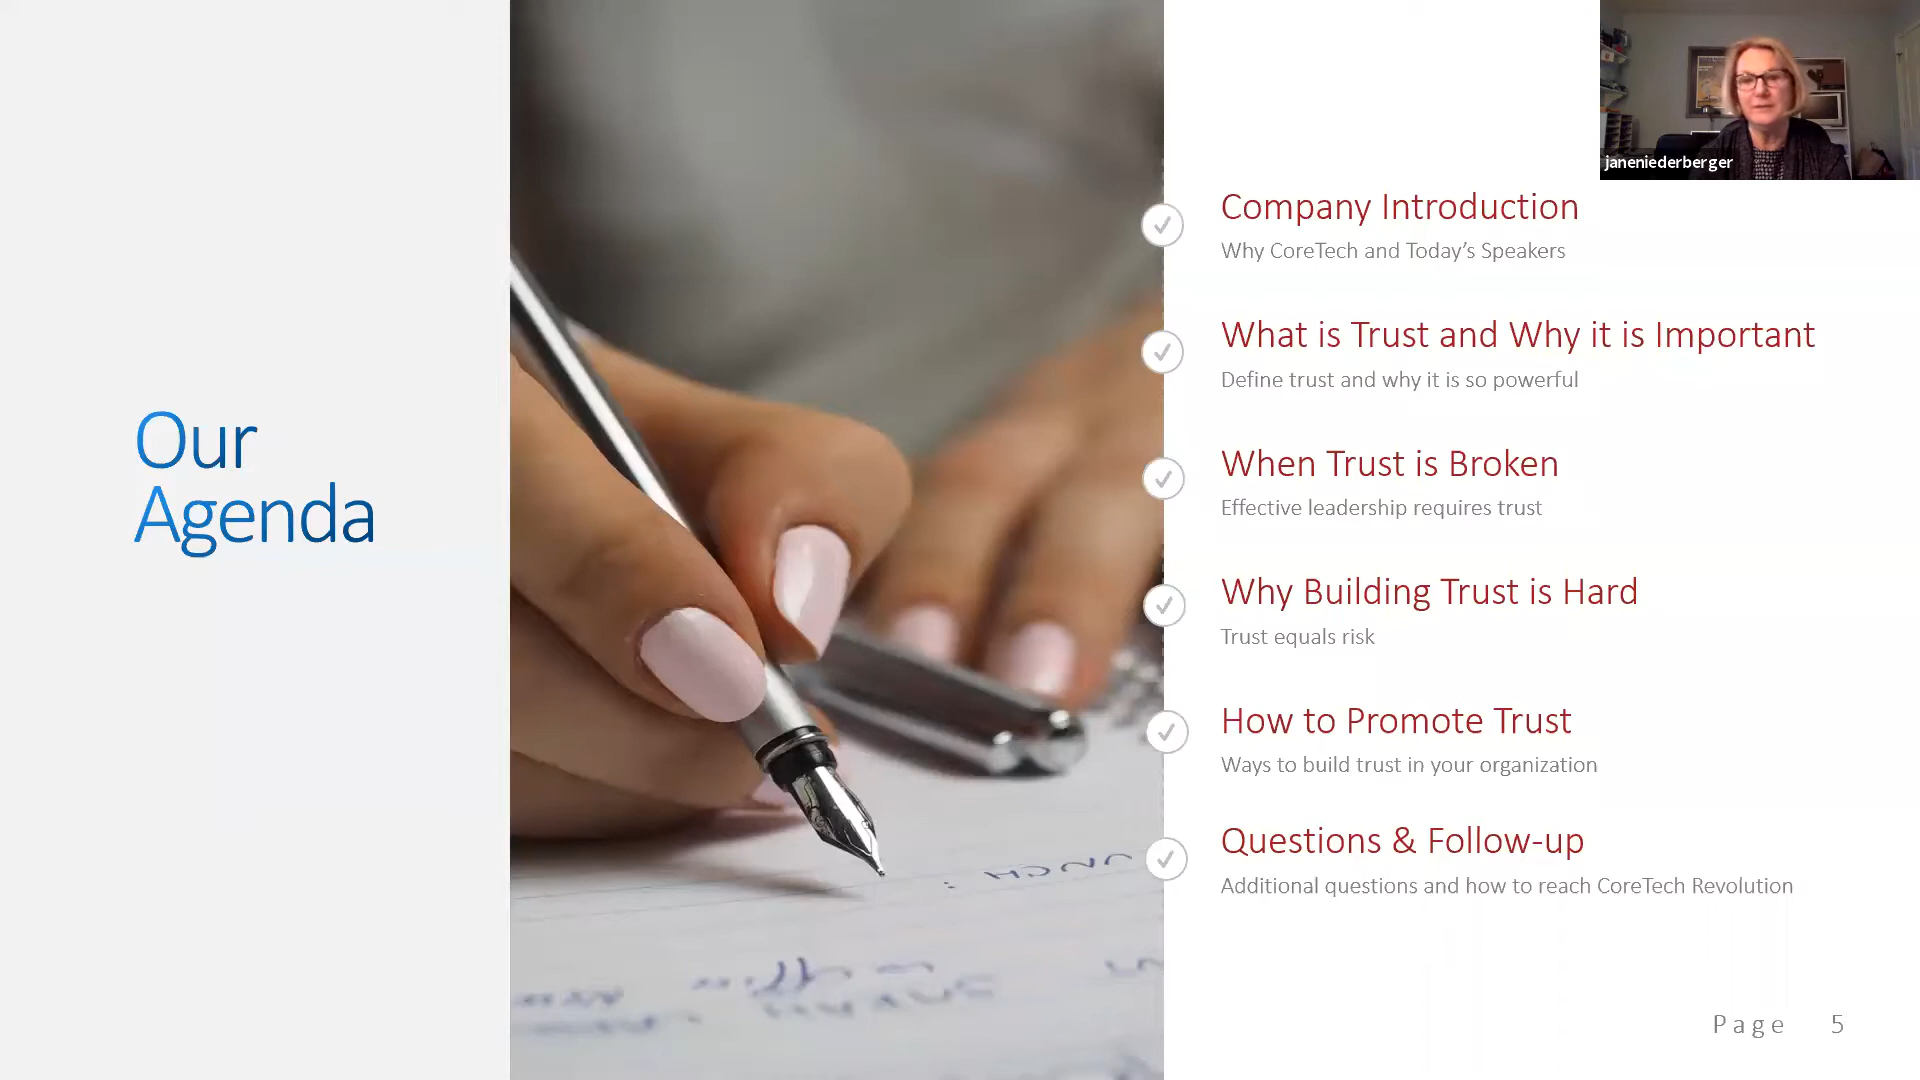 Our
Agenda
janeniederberger
Company Introduction
Why CoreTech and Today’s Speakers
What is Trust and Why it is Important
Define trust and why it is so powerful
When Trust is Broken
Effective leadership requires trust
Why Building Trust is Hard
Trust equals risk
How to Promote Trust
Ways to build trust in your organization
Questions & Follow-up
Additional questions and how to reach CoreTech Revolution
Page 5